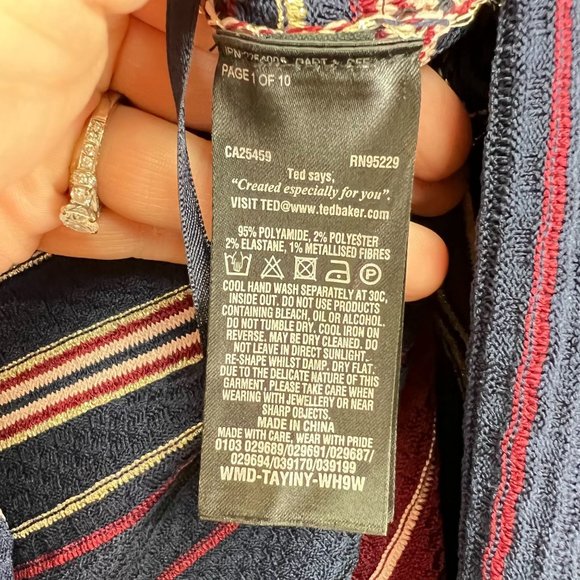 PAGE 1 OF 10
CA25459 RN95229
Ted says,
"Created especially for you".
VISIT TED@www.tedbaker.com
95% POLYAMIDE, 2% POLYESTER
2% ELASTANE, 1% METALLISED FIBRES
P
COOL HAND WASH SEPARATELY AT 30C,
INSIDE OUT. DO NOT USE PRODUCTS
CONTAINING BLEACH, OIL OR ALCOHOL.
DO NOT TUMBLE DRY. COOL IRON ON
REVERSE. MAY BE DRY CLEANED. DO
NOT LEAVE IN DIRECT SUNLIGHT.
RE-SHAPE WHILST DAMP. DRY FLAT.
DUE TO THE DELICATE NATURE OF THIS
GARMENT, PLEASE TAKE CARE WHEN
WEARING WITH JEWELLERY OR NEAR
SHARP OBJECTS.
MADE IN CHINA
MADE WITH CARE, WEAR WITH PRIDE
0103 029689/029691/029687/
029694/039170/039199
WMD-TAYINY-WH9W